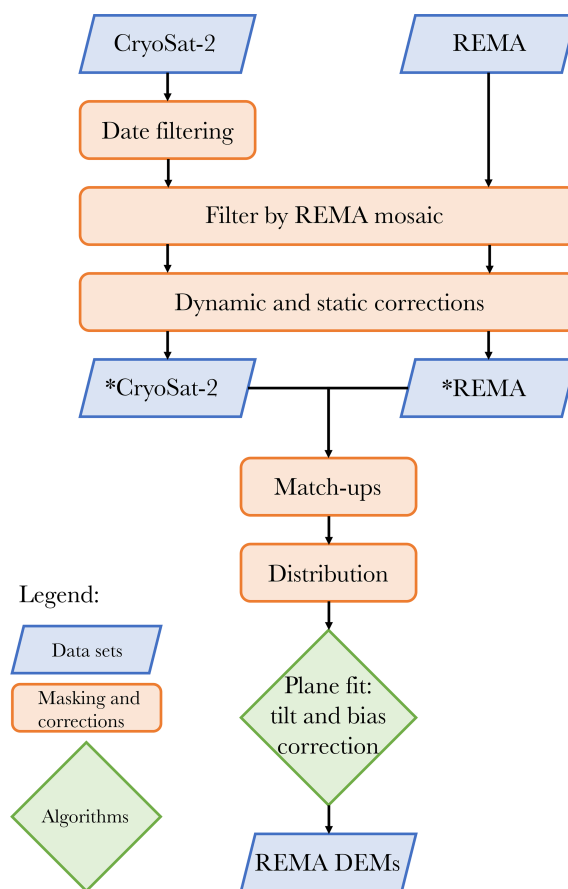 CryoSat-2
REMA
Date filtering
Filter by REMA mosaic
Dynamic and static corrections
*CryoSat-2
*REMA
Match-ups
Distribution
Plane fit:
tilt and bias
correction
REMA DEMs
Legend:
Data sets
Masking and
corrections
Algorithms